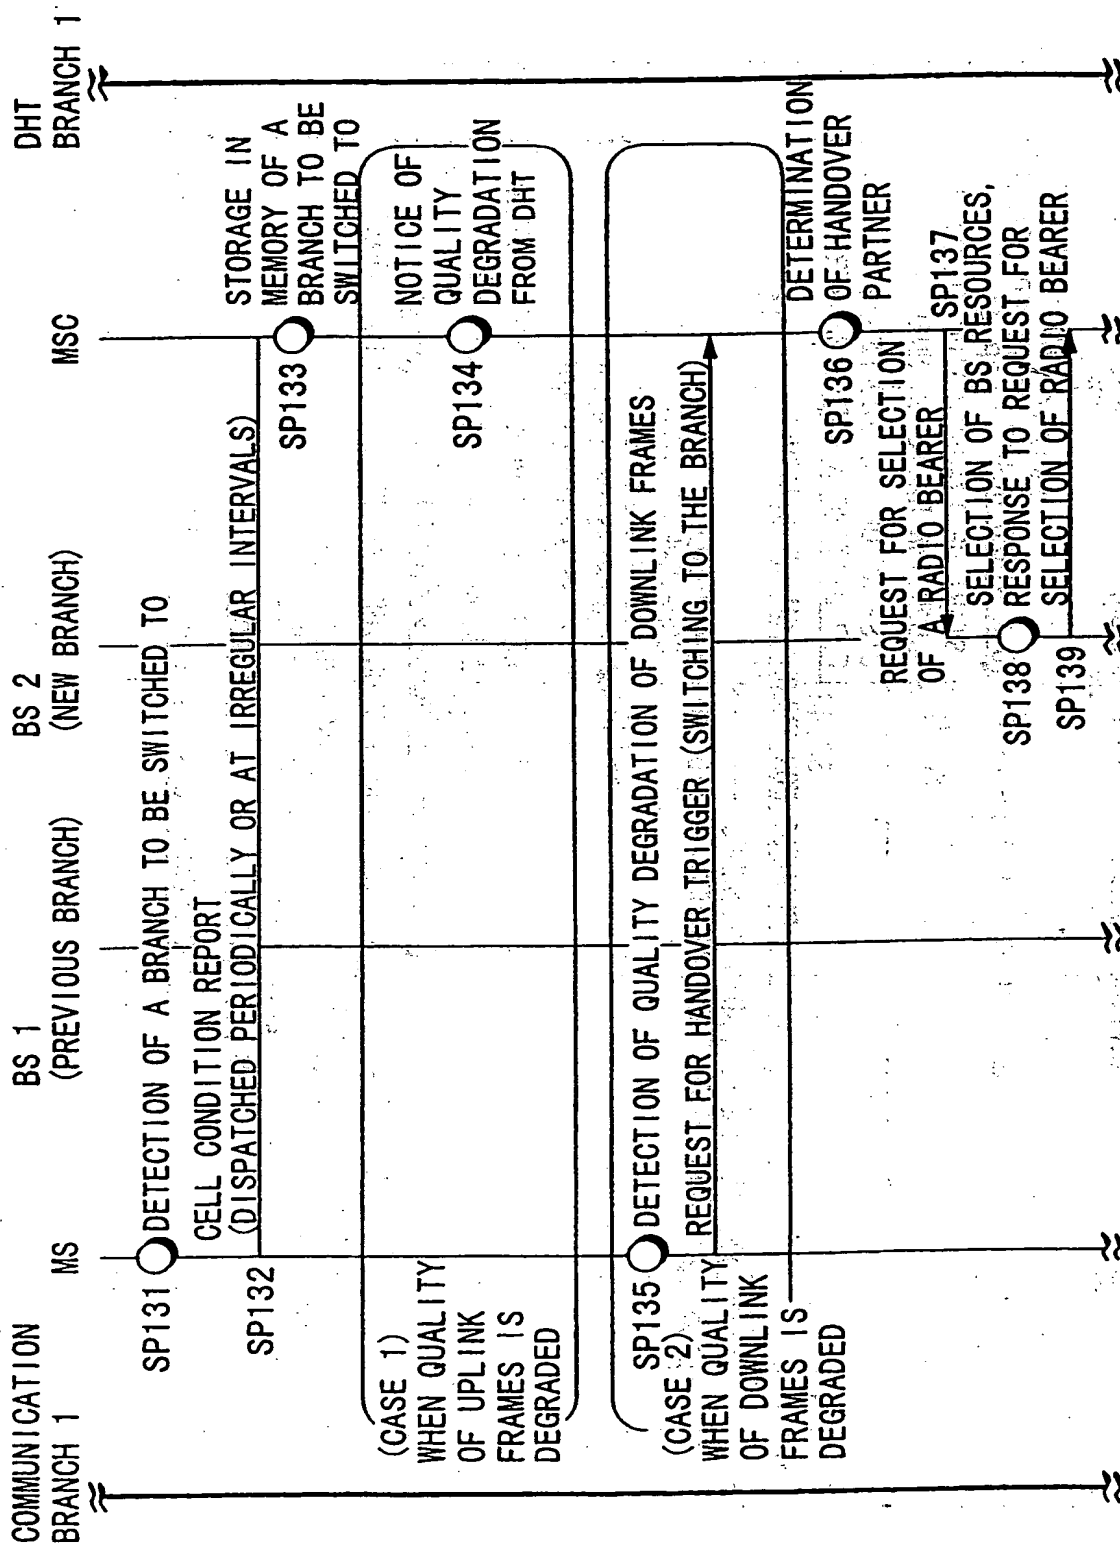 COMMUNICATION
BRANCH 1
MS
BS 1
(PREVIOUS BRANCH)
BS 2
(NEW BRANCH)
MSC
DHT
BRANCH 1
SP131
DETECTION OF A BRANCH TO BE SWITCHED TO
CELL CONDITION REPORT
(DISPATCHED PERIODICALLY OR AT IRREGULAR INTERVALS)
SP132
SP133
STORAGE IN
MEMORY OF A
BRANCH TO BE
SWITCHED TO
(CASE 1)
WHEN QUALITY
OF UPLINK
FRAMES IS
DEGRADED
SP134
NOTICE OF
QUALITY
DEGRADATION
FROM DHT
SP135
DETECTION OF QUALITY DEGRADATION OF DOWNLINK FRAMES
(CASE 2)
WHEN QUALITY
OF DOWNLINK
FRAMES IS
DEGRADED
REQUEST FOR HANDOVER TRIGGER (SWITCHING TO THE BRANCH)
SP136
DETERMINATION
OF HANDOVER
PARTNER
REQUEST FOR SELECTION
OF A RADIO BEARER
SP137
SELECTION OF BS RESOURCES,
SP138
RESPONSE TO REQUEST FOR
SELECTION OF RADIO BEARER
SP139